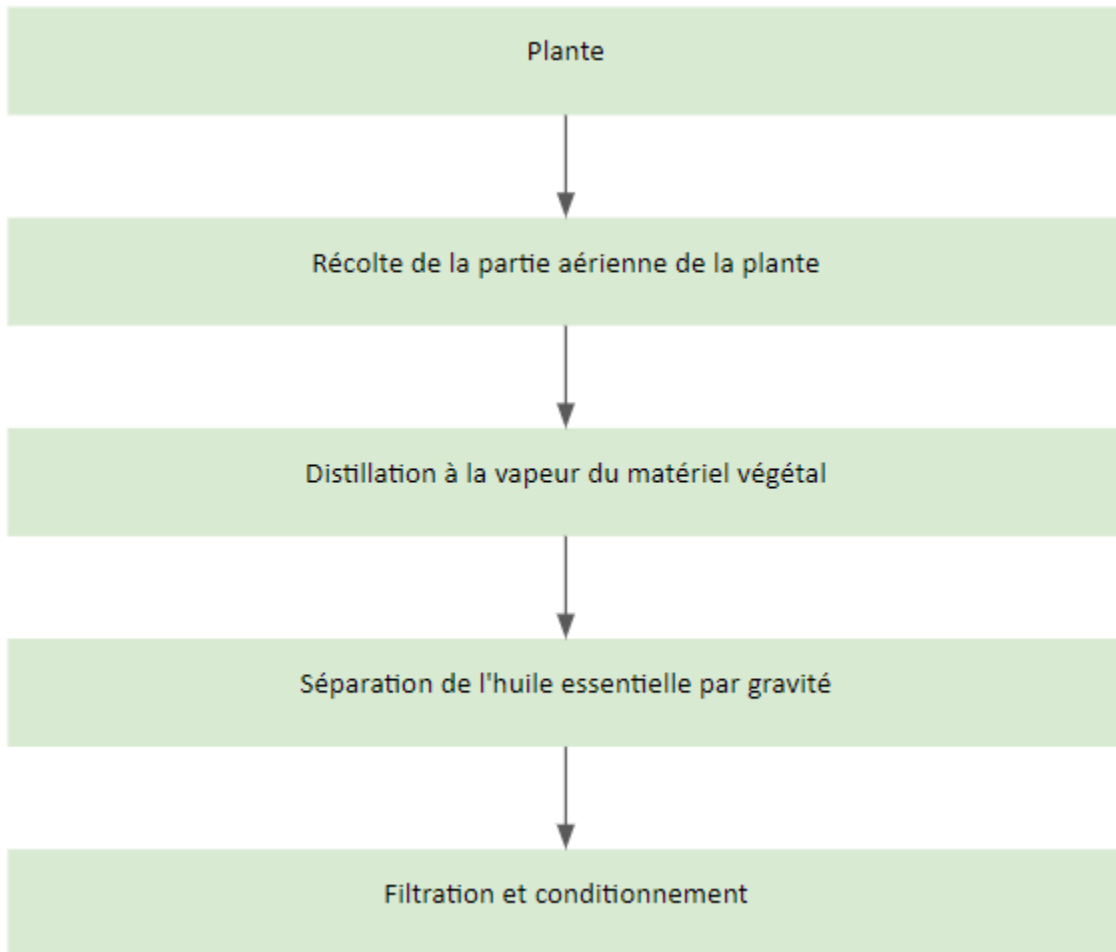 Plante
Récolte de la partie aérienne de la plante
Distillation à la vapeur du matériel végétal
Séparation de l'huile essentielle par gravité
Filtration et conditionnement